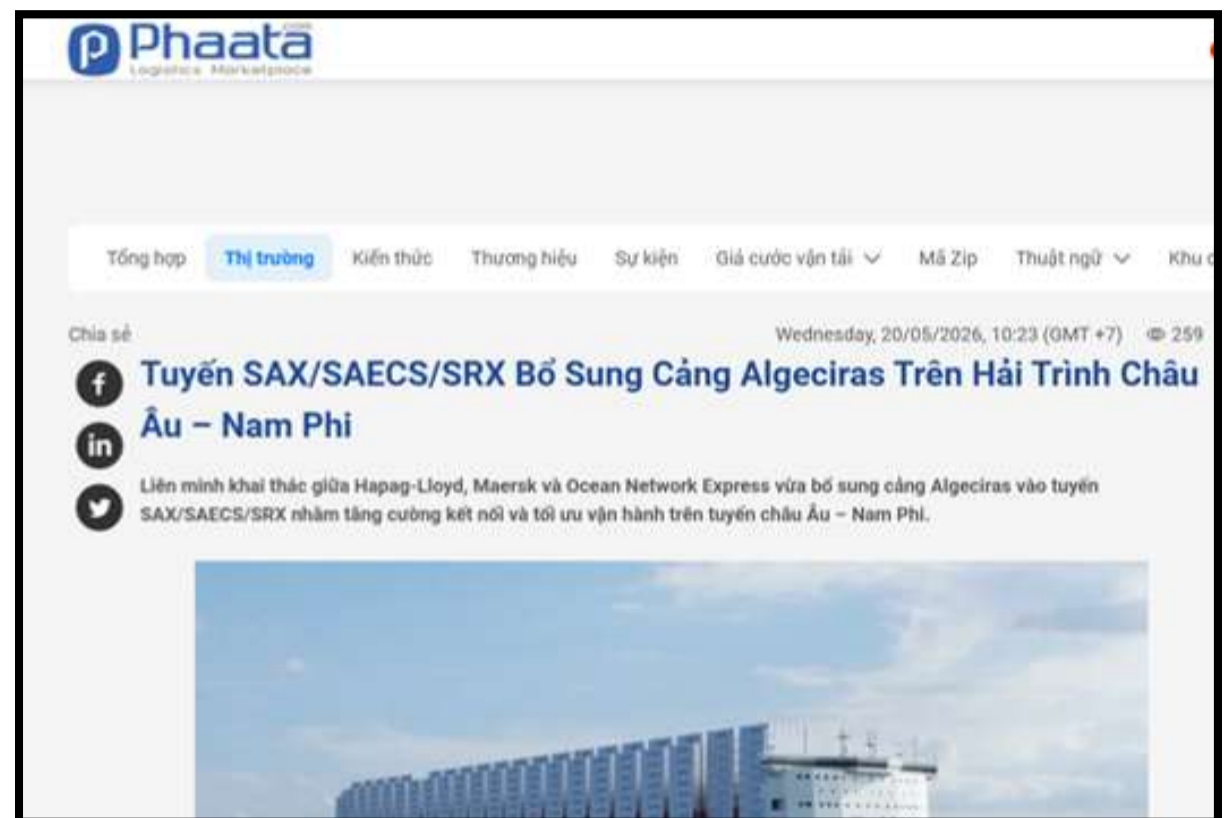 Phaata
.COM
Logistics Marketplace
Tổng hợp Thị trường Kiến thức Thương hiệu Sự kiện Giá cước vận tải Mã Zip Thuật ngữ Khu
Chia sẻ
Wednesday, 20/05/2026, 10:23 (GMT +7) 259
Tuyến SAX/SAECS/SRX Bổ Sung Cảng Algeciras Trên Hải Trình Châu
Âu – Nam Phi
Liên minh khai thác giữa Hapag-Lloyd, Maersk và Ocean Network Express vừa bổ sung cảng Algeciras vào tuyến
SAX/SAECS/SRX nhằm tăng cường kết nối và tối ưu vận hành trên tuyến châu Âu – Nam Phi.